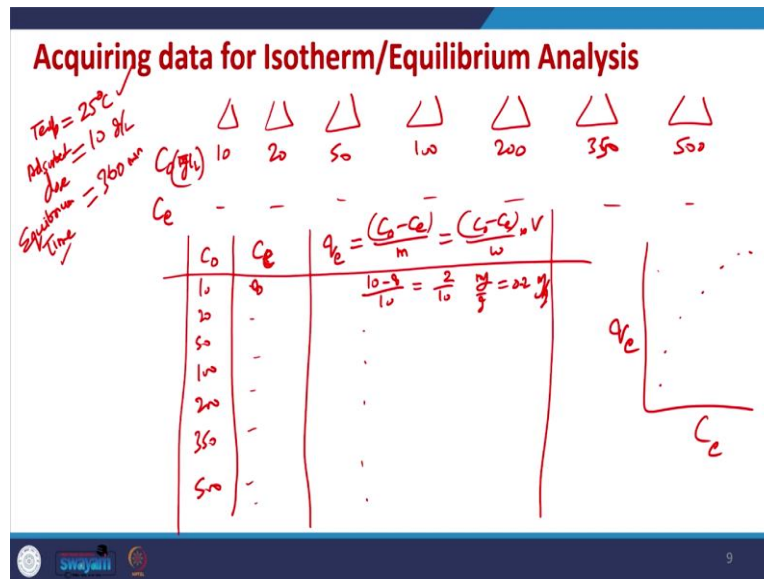 Acquiring data for Isotherm/Equilibrium Analysis
Temp = 25°C
Adsorbent dose = 10 g/L
Equilibrium Time = 360 min
C₀ (mg/L) 10 20 50 100 200 350 500
Cₑ - - - - - - -
C₀ Cₑ qₑ = (C₀-Cₑ)/m = (C₀-Cₑ)×V/w
10 8 10-8/10 = 2/10 mg/g = 0.2 mg/g
20 -
50 -
100 -
200 -
350 -
500 -
qₑ
Cₑ
swayam
9